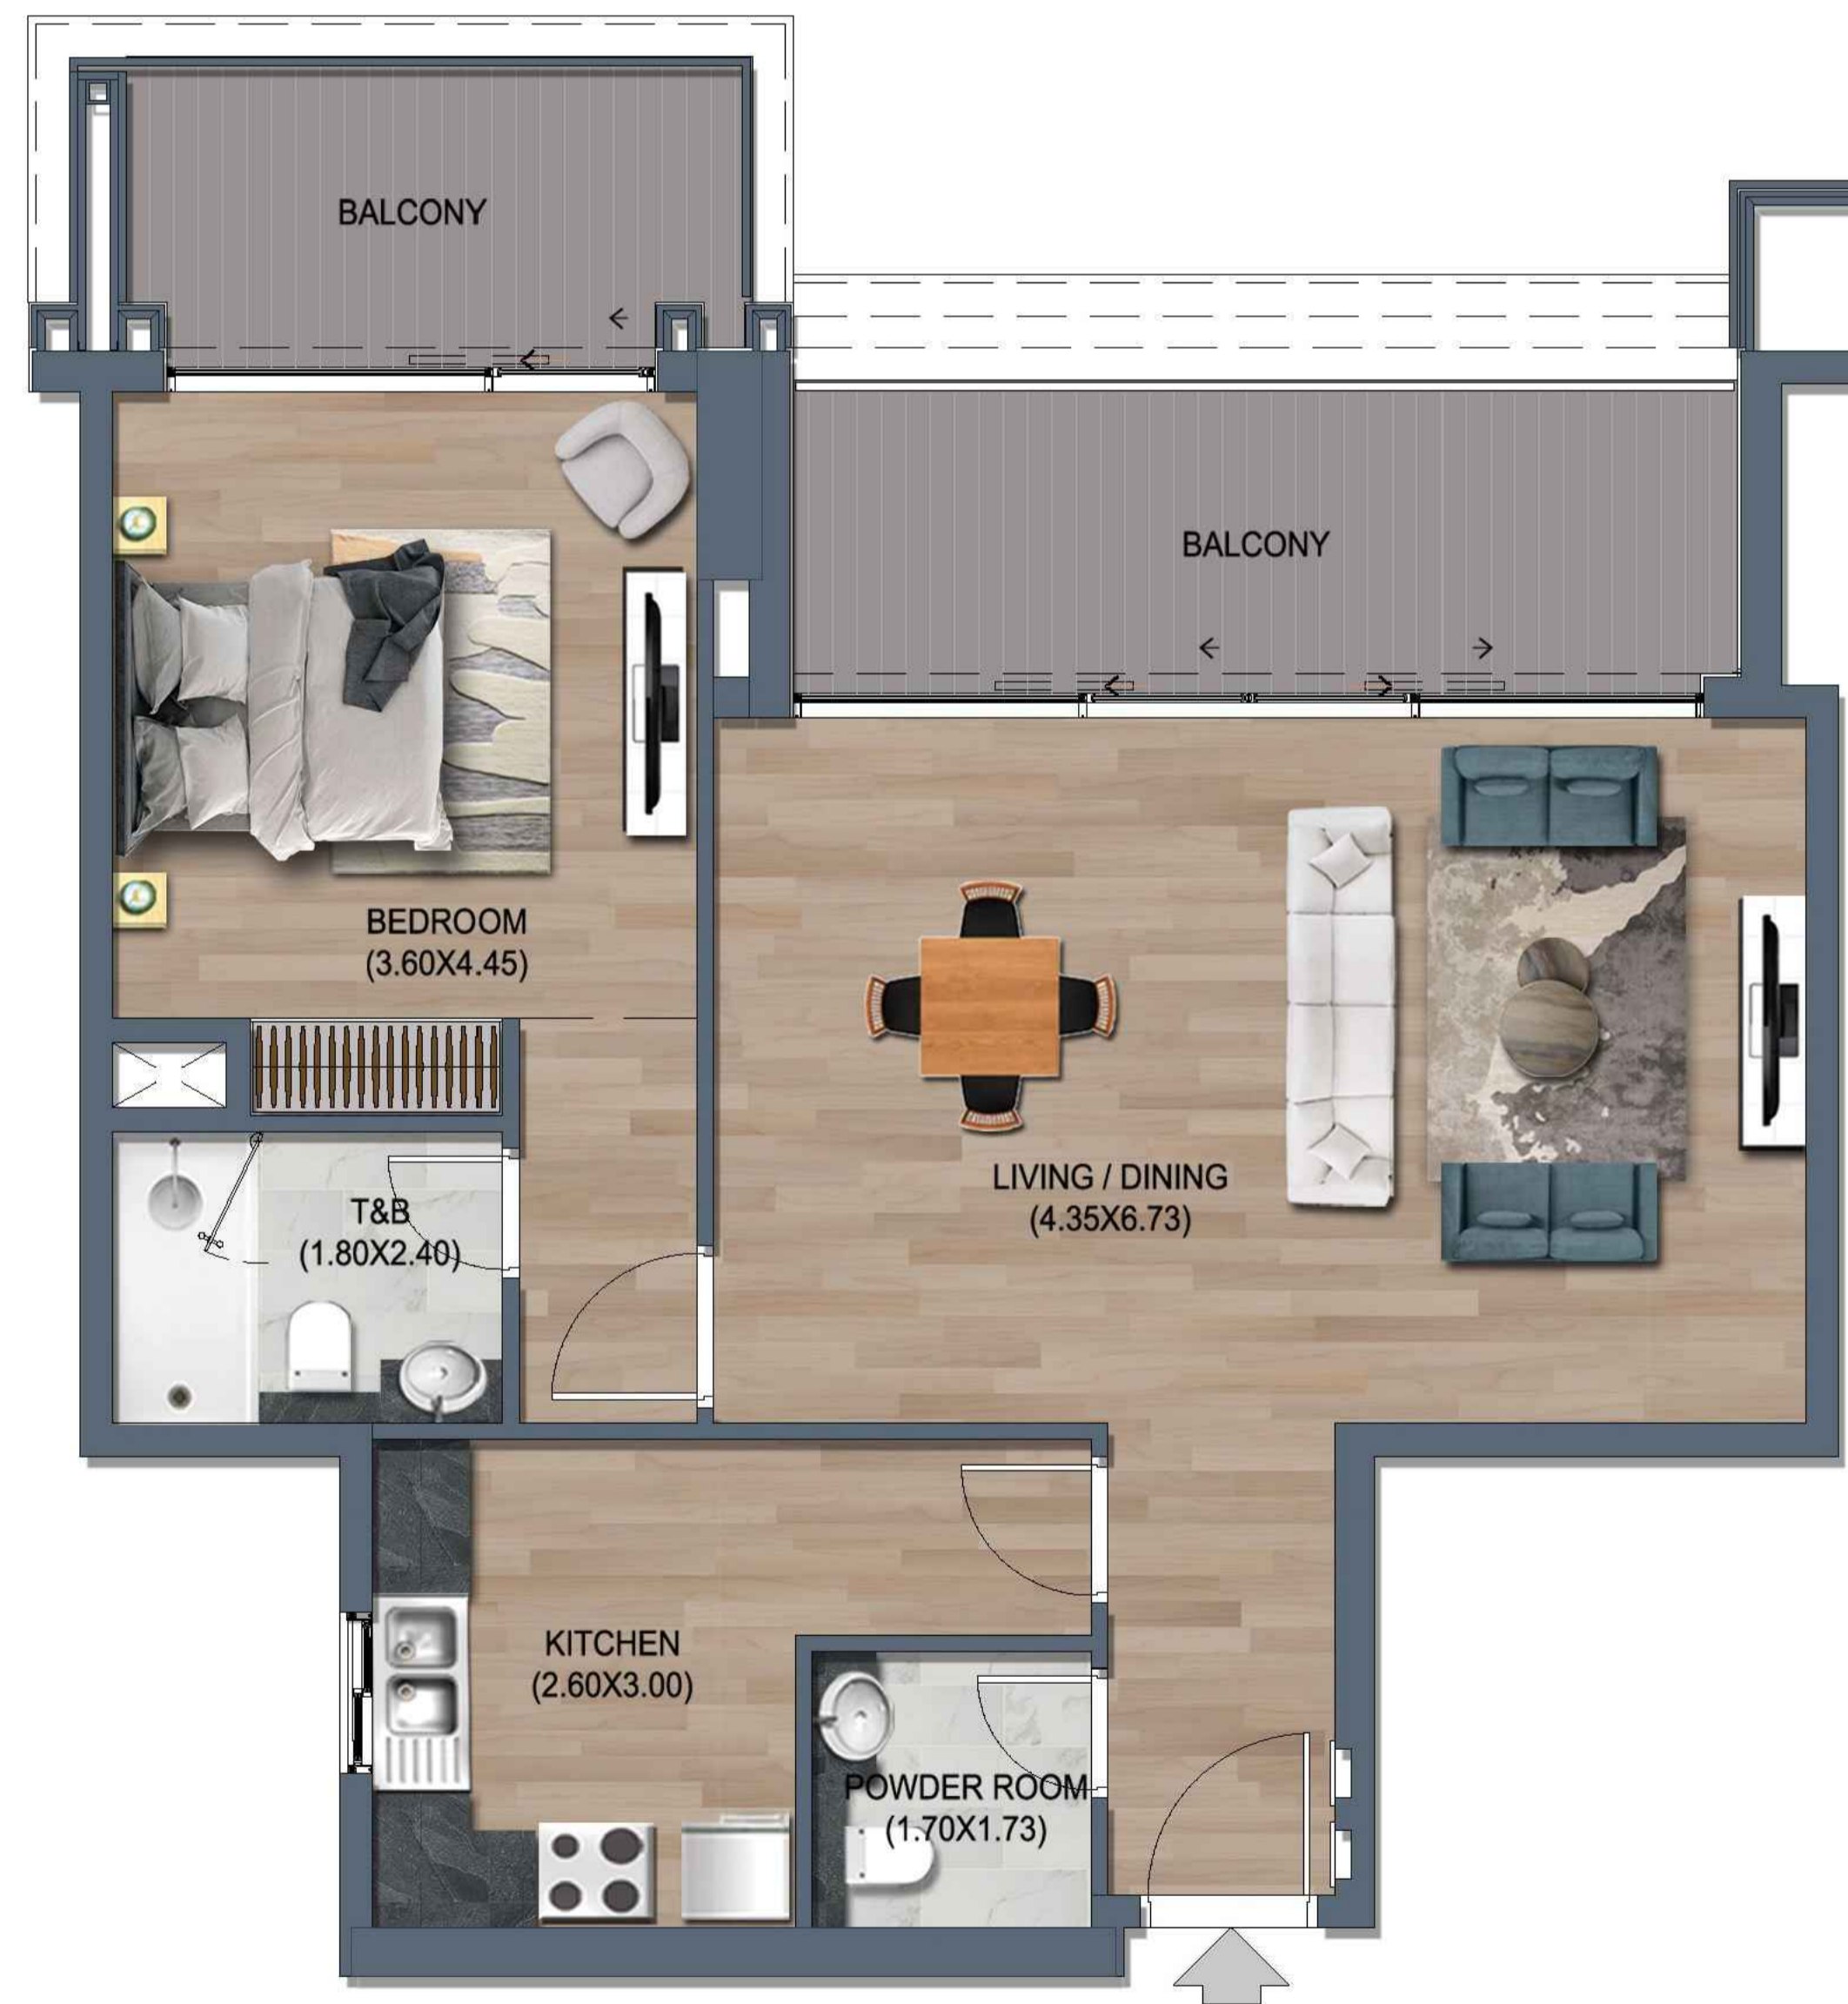 BALCONY
BALCONY
BEDROOM
(3.60X4.45)
LIVING / DINING
(4.35X6.73)
T&B
(1.80X2.40)
KITCHEN
(2.60X3.00)
POWDER ROOM
(1.70X1.73)